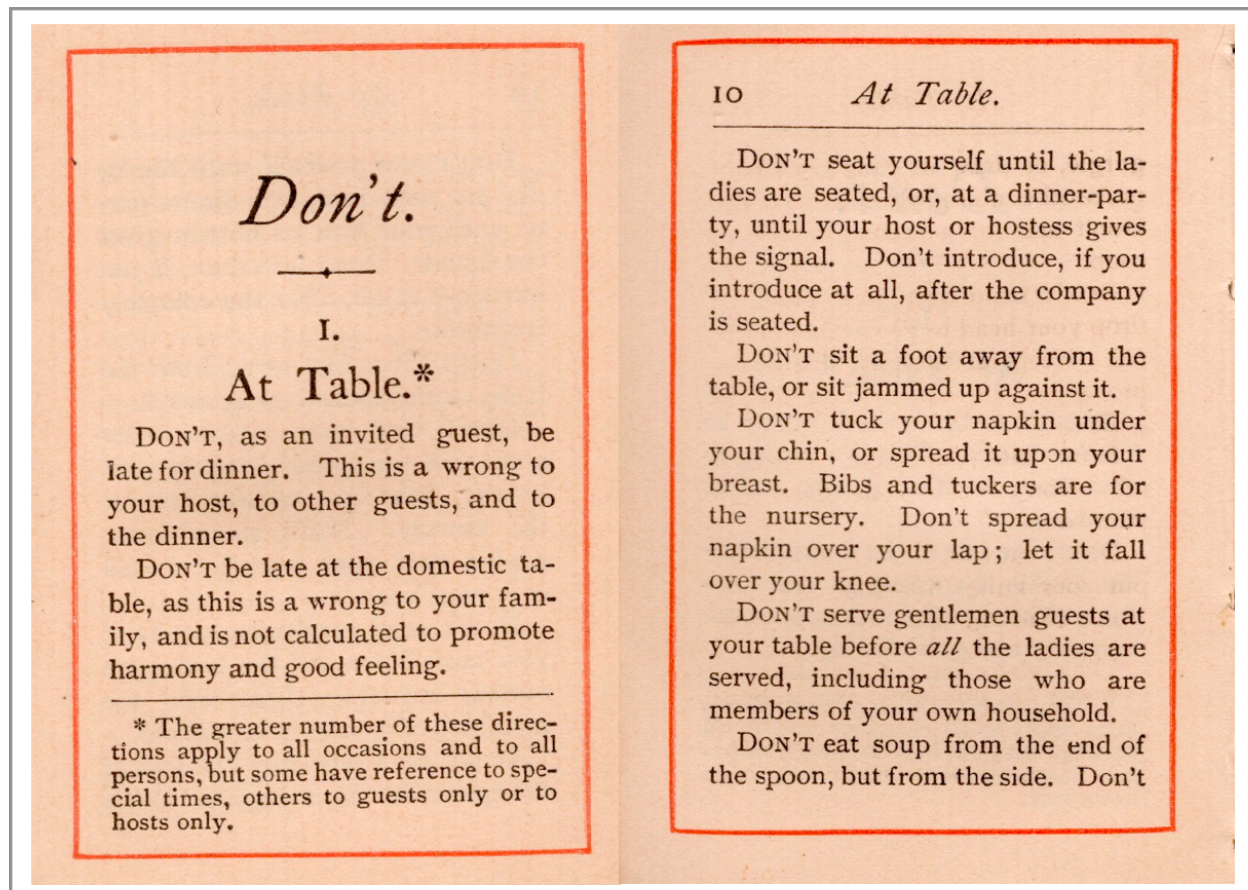 Don't.
I.
At Table.*
DON'T, as an invited guest, be
late for dinner. This is a wrong to
your host, to other guests, and to
the dinner.
DON'T be late at the domestic ta-
ble, as this is a wrong to your fam-
ily, and is not calculated to promote
harmony and good feeling.
* The greater number of these direc-
tions apply to all occasions and to all
persons, but some have reference to spe-
cial times, others to guests only or to
hosts only.
10 At Table.
DON'T seat yourself until the la-
dies are seated, or, at a dinner-par-
ty, until your host or hostess gives
the signal. Don't introduce, if you
introduce at all, after the company
is seated.
DON'T sit a foot away from the
table, or sit jammed up against it.
DON'T tuck your napkin under
your chin, or spread it upon your
breast. Bibs and tuckers are for
the nursery. Don't spread your
napkin over your lap; let it fall
over your knee.
DON'T serve gentlemen guests at
your table before all the ladies are
served, including those who are
members of your own household.
DON'T eat soup from the end of
the spoon, but from the side. Don't